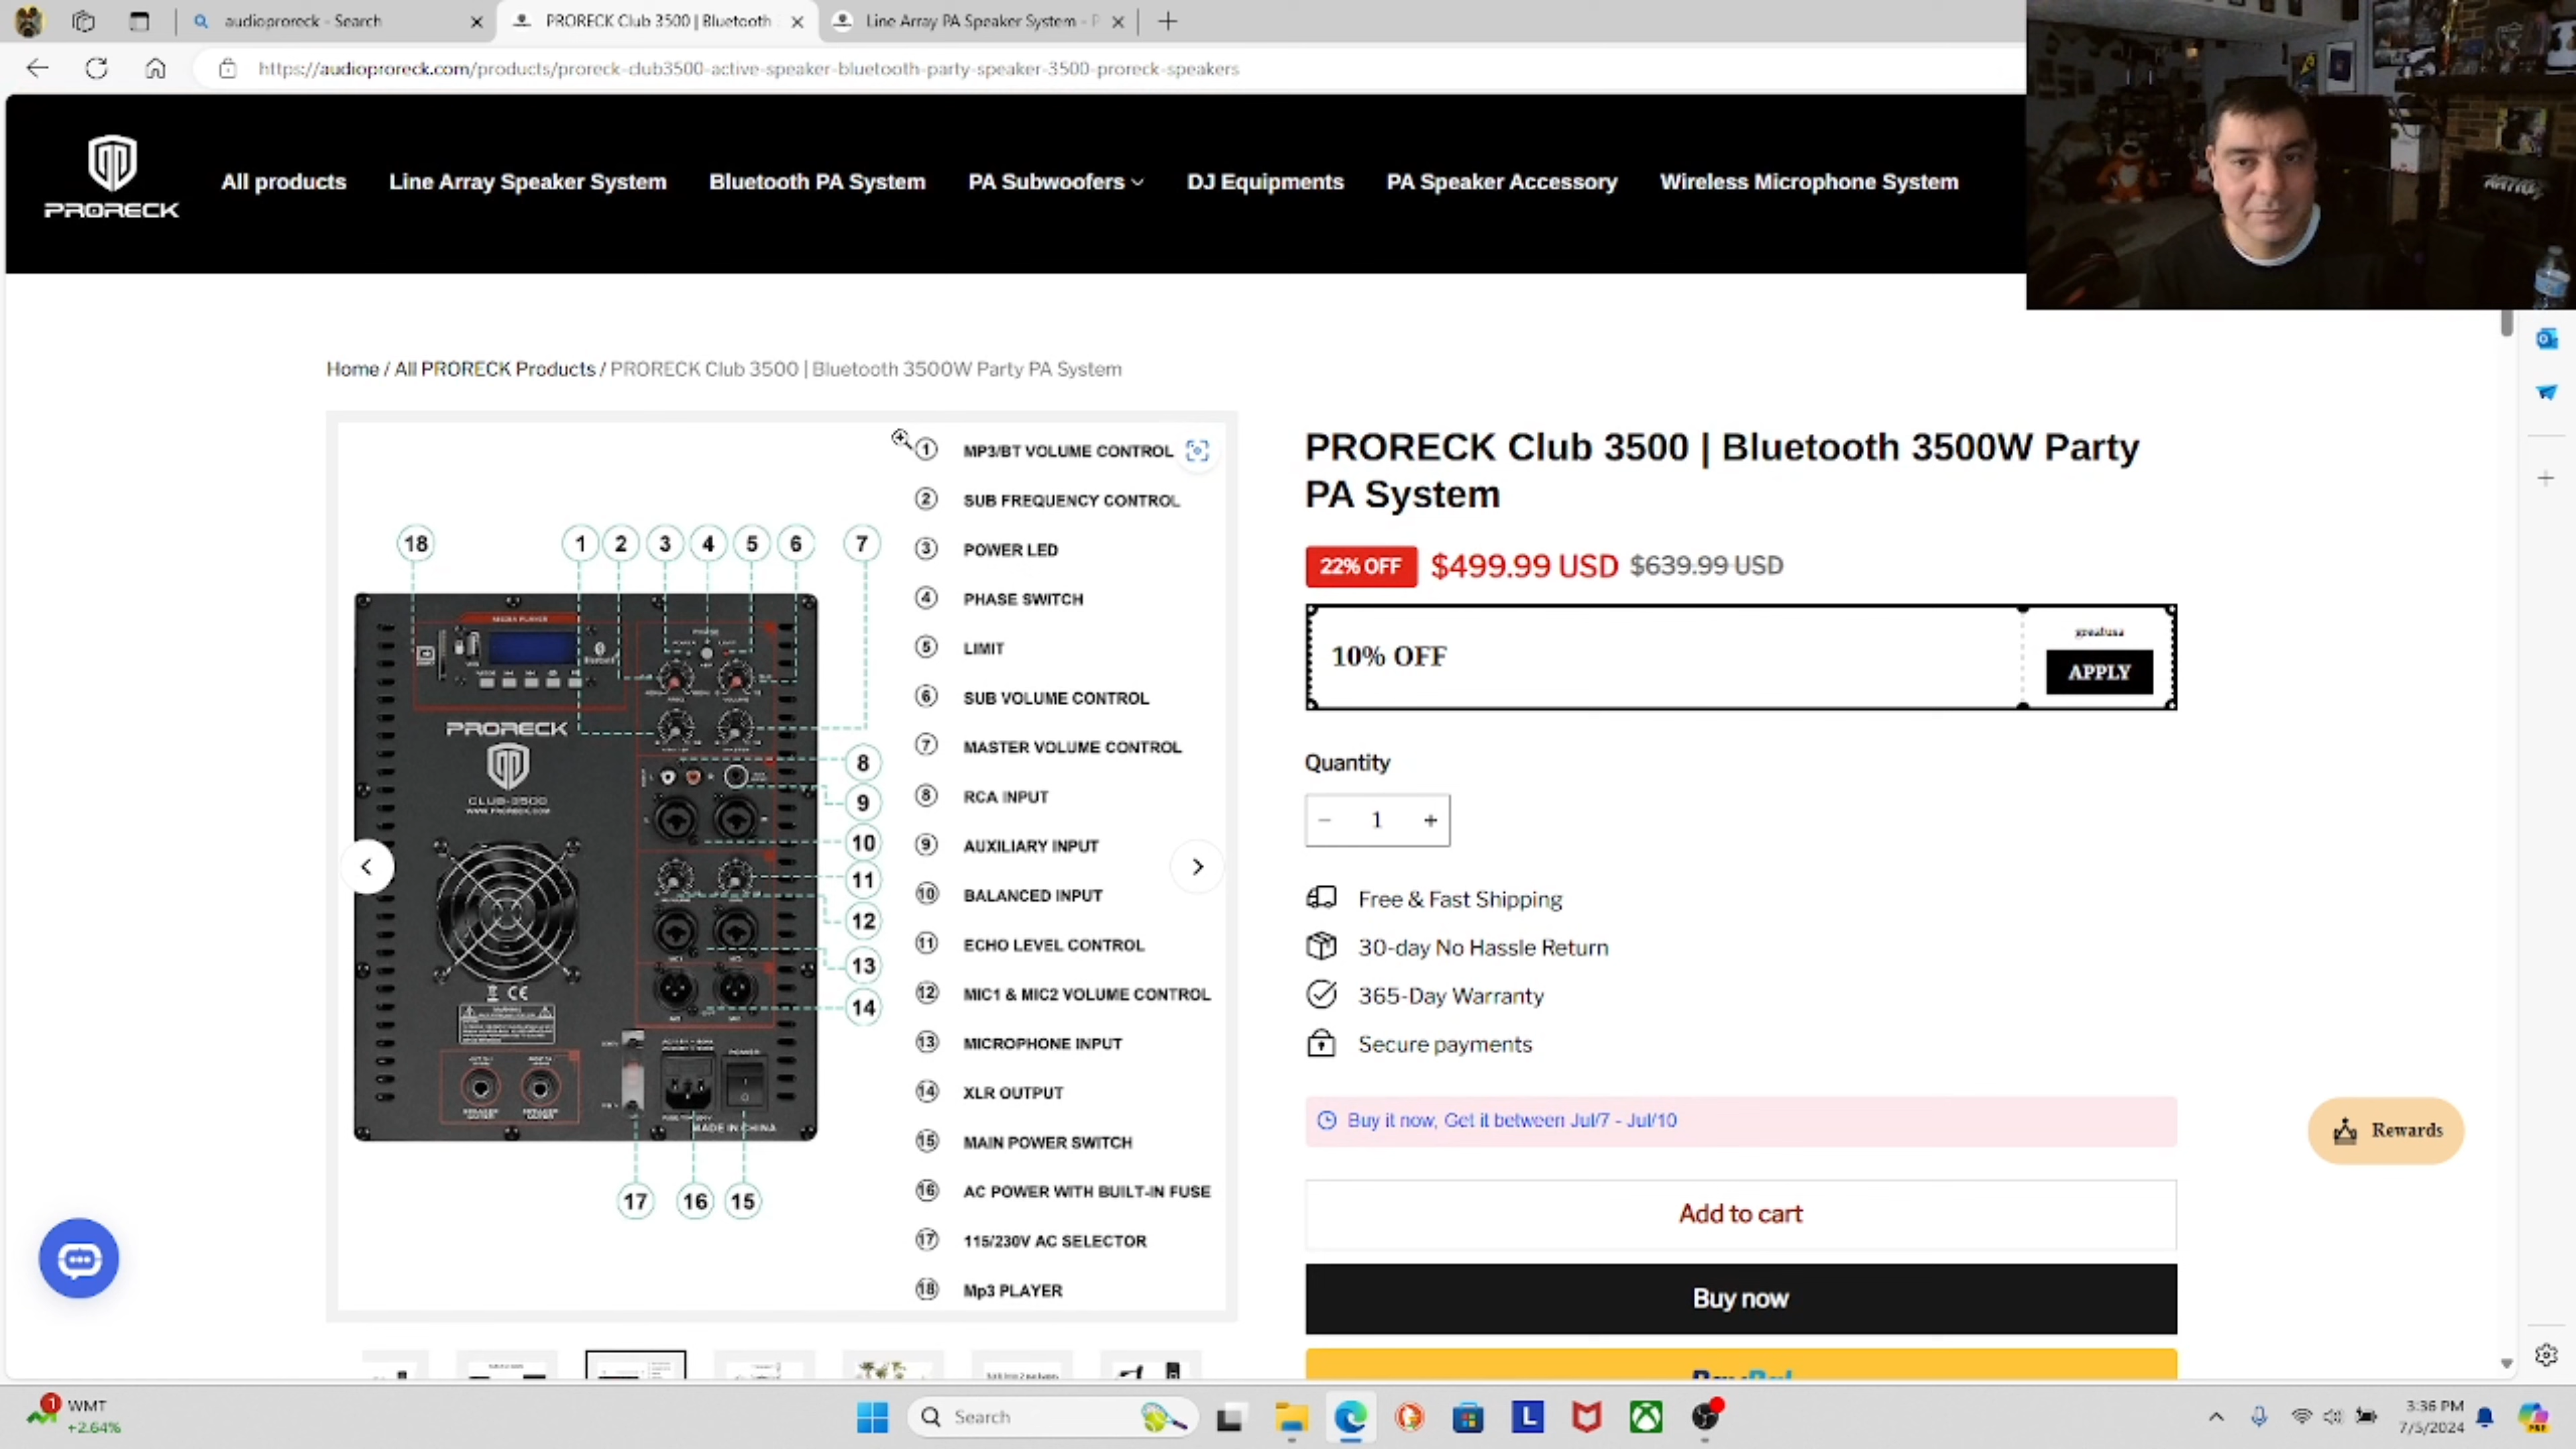 audioproreck - Search
PRORECK Club 3500 | Bluetooth
Line Array PA Speaker System - P
https://audioproreck.com/products/proreck-club3500-active-speaker-bluetooth-party-speaker-3500-proreck-speakers
PRORECK
All products
Line Array Speaker System
Bluetooth PA System
PA Subwoofers
DJ Equipments
PA Speaker Accessory
Wireless Microphone System
Home / All PRORECK Products / PRORECK Club 3500 | Bluetooth 3500W Party PA System
18 1 2 3 4 5 6 7
MEDIA PLAYER
PRORECK
CLUB-3500
WWW.PRORECK.COM
8
9
10
11
12
13
14
CE
POWER
MADE IN CHINA
17 16 15
1 MP3/BT VOLUME CONTROL
2 SUB FREQUENCY CONTROL
3 POWER LED
4 PHASE SWITCH
5 LIMIT
6 SUB VOLUME CONTROL
7 MASTER VOLUME CONTROL
8 RCA INPUT
9 AUXILIARY INPUT
10 BALANCED INPUT
11 ECHO LEVEL CONTROL
12 MIC1 & MIC2 VOLUME CONTROL
13 MICROPHONE INPUT
14 XLR OUTPUT
15 MAIN POWER SWITCH
16 AC POWER WITH BUILT-IN FUSE
17 115/230V AC SELECTOR
18 Mp3 PLAYER
PRORECK Club 3500 | Bluetooth 3500W Party
PA System
22% OFF $499.99 USD $639.99 USD
10% OFF
APPLY
Quantity
− 1 +
Free & Fast Shipping
30-day No Hassle Return
365-Day Warranty
Secure payments
Buy it now, Get it between Jul/7 - Jul/10
Add to cart
Buy now
PayPal
Rewards
1
WMT
+2.64%
Search
L
3:36 PM
7/5/2024